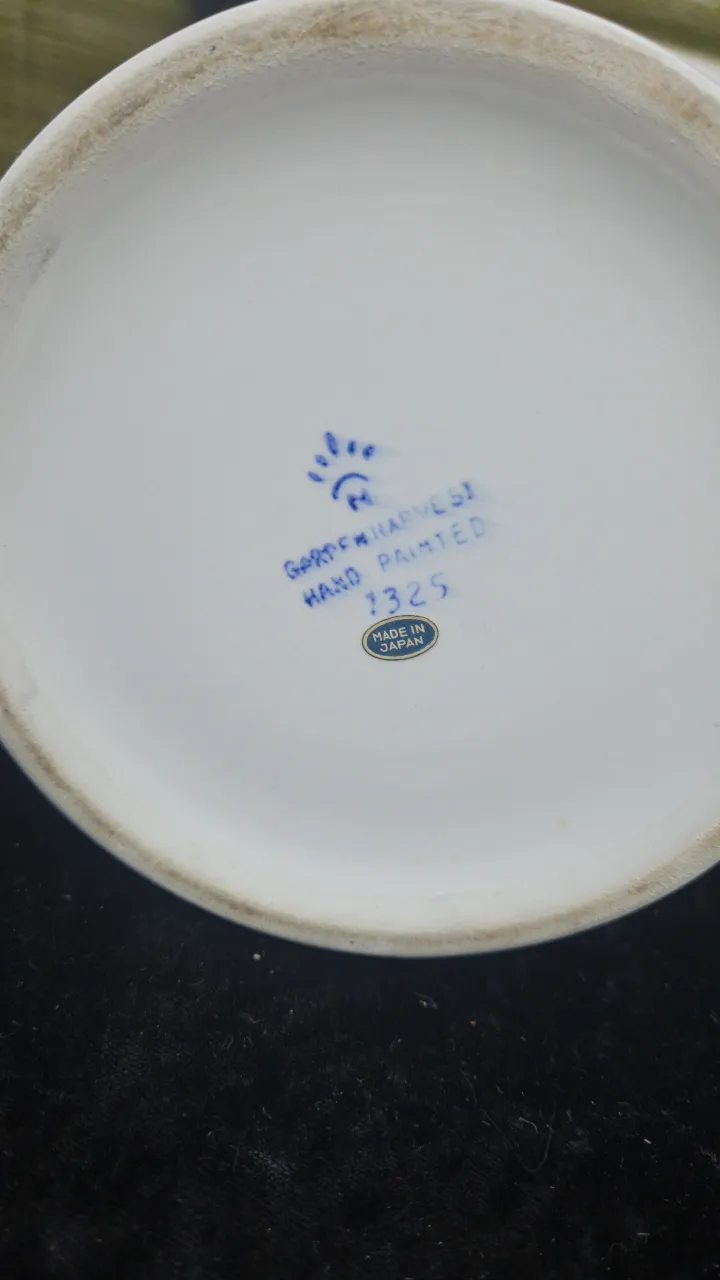 M
GARDEN HARVEST
HAND PAINTED
1325
MADE IN
JAPAN